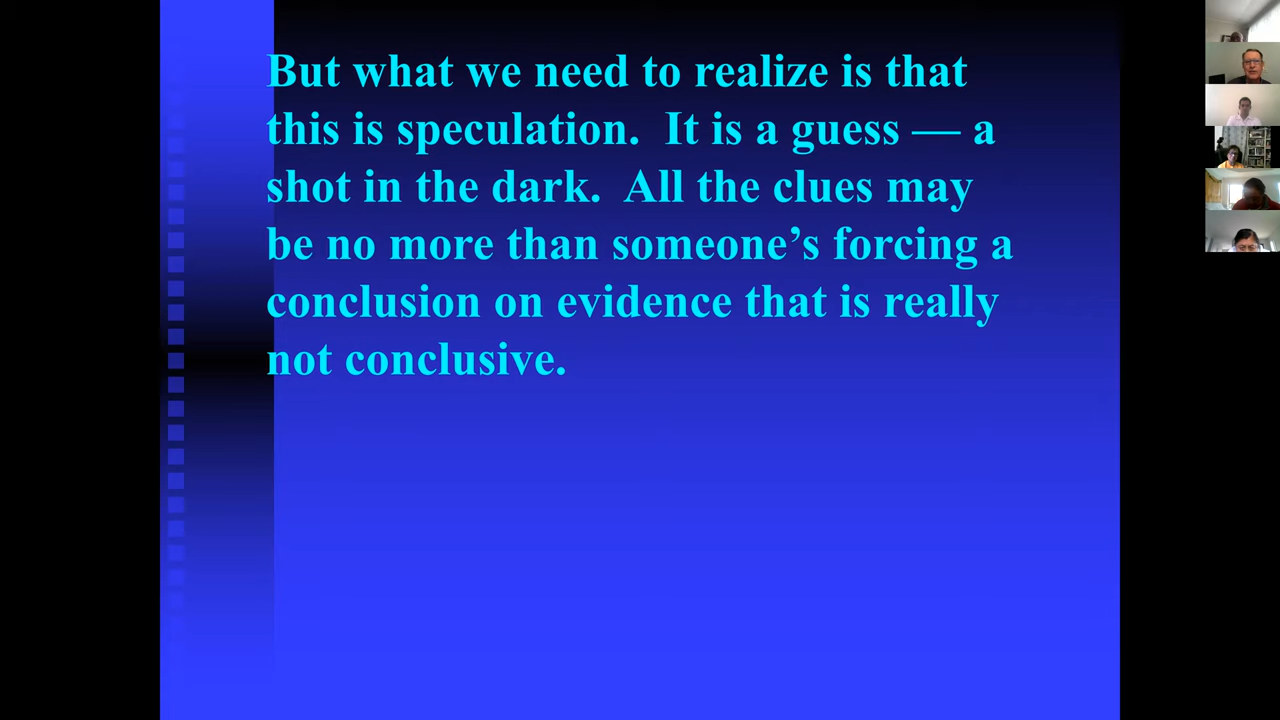 But what we need to realize is that
this is speculation.  It is a guess — a
shot in the dark.  All the clues may
be no more than someone’s forcing a
conclusion on evidence that is really
not conclusive.